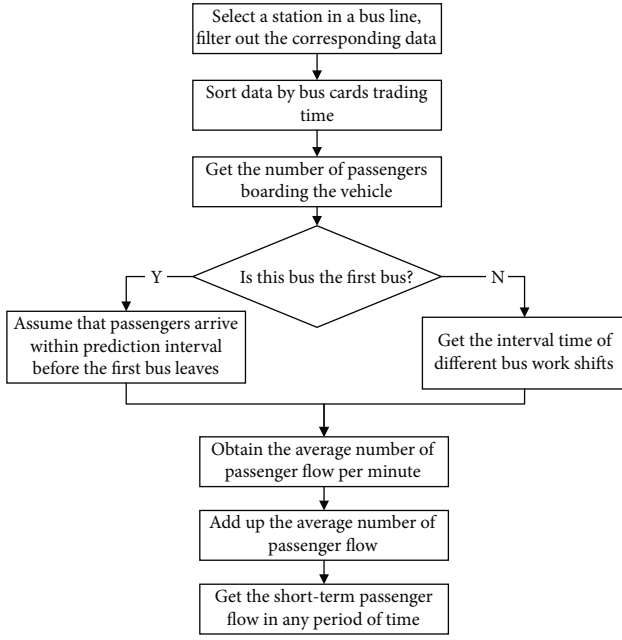 Select a station in a bus line,
filter out the corresponding data
Sort data by bus cards trading
time
Get the number of passengers
boarding the vehicle
Is this bus the first bus?
Y
N
Assume that passengers arrive
within prediction interval
before the first bus leaves
Get the interval time of
different bus work shifts
Obtain the average number of
passenger flow per minute
Add up the average number of
passenger flow
Get the short-term passenger
flow in any period of time